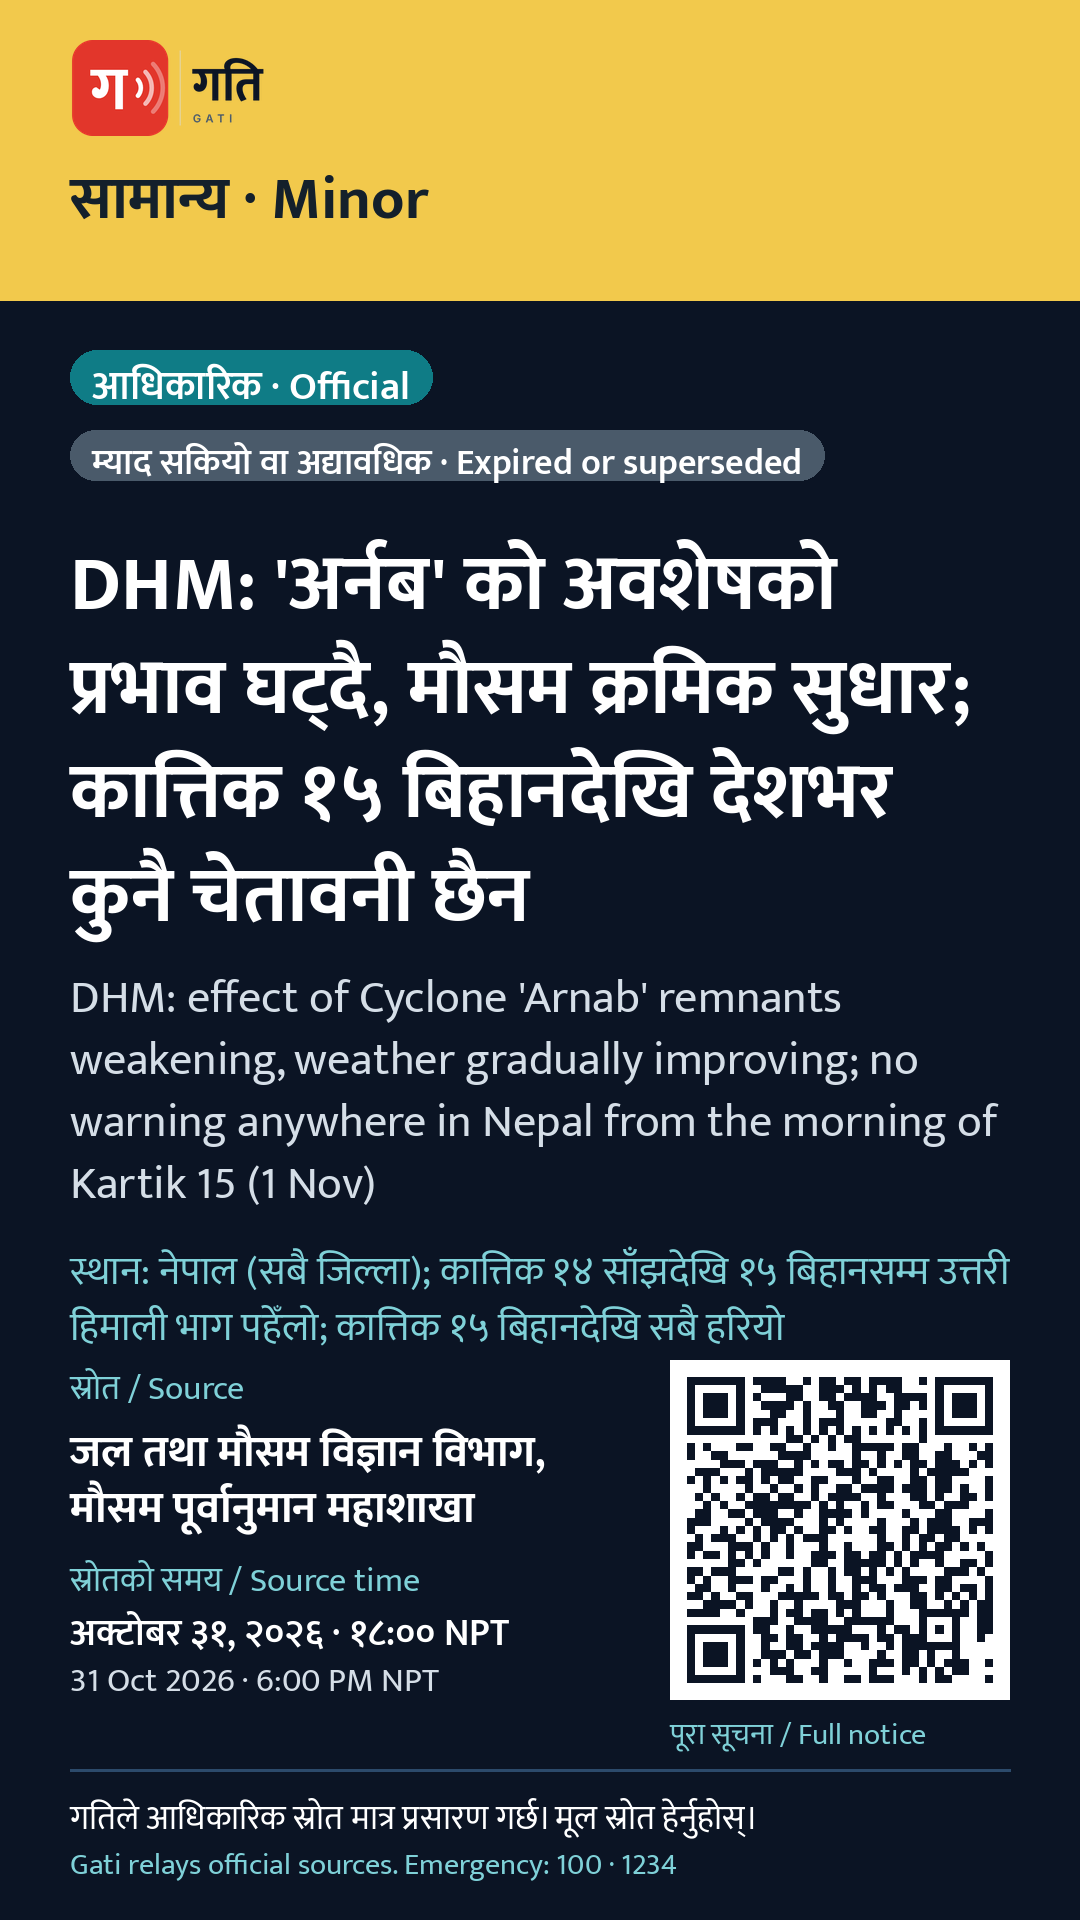 ग
गति
GATI
सामान्य · Minor
आधिकारिक · Official
म्याद सकियो वा अद्यावधिक · Expired or superseded
DHM: 'अर्नब' को अवशेषको
प्रभाव घट्दै, मौसम क्रमिक सुधार;
कात्तिक १५ बिहानदेखि देशभर
कुनै चेतावनी छैन
DHM: effect of Cyclone 'Arnab' remnants
weakening, weather gradually improving; no
warning anywhere in Nepal from the morning of
Kartik 15 (1 Nov)
स्थान: नेपाल (सबै जिल्ला); कात्तिक १४ साँझदेखि १५ बिहानसम्म उत्तरी
हिमाली भाग पहेँलो; कात्तिक १५ बिहानदेखि सबै हरियो
स्रोत / Source
जल तथा मौसम विज्ञान विभाग,
मौसम पूर्वानुमान महाशाखा
स्रोतको समय / Source time
अक्टोबर ३१, २०२६ · १८:०० NPT
31 Oct 2026 · 6:00 PM NPT
पूरा सूचना / Full notice
गतिले आधिकारिक स्रोत मात्र प्रसारण गर्छ। मूल स्रोत हेर्नुहोस्।
Gati relays official sources. Emergency: 100 · 1234